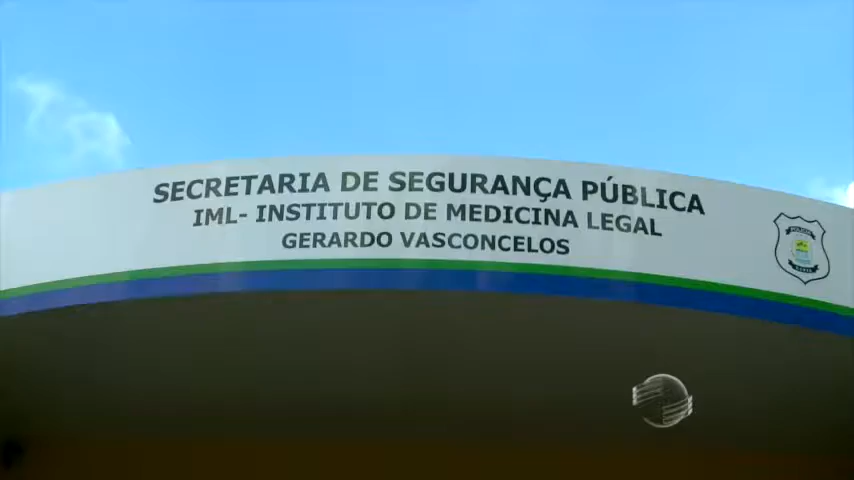 SECRETARIA DE SEGURANÇA PÚBLICA
IML- INSTITUTO DE MEDICINA LEGAL
GERARDO VASCONCELOS